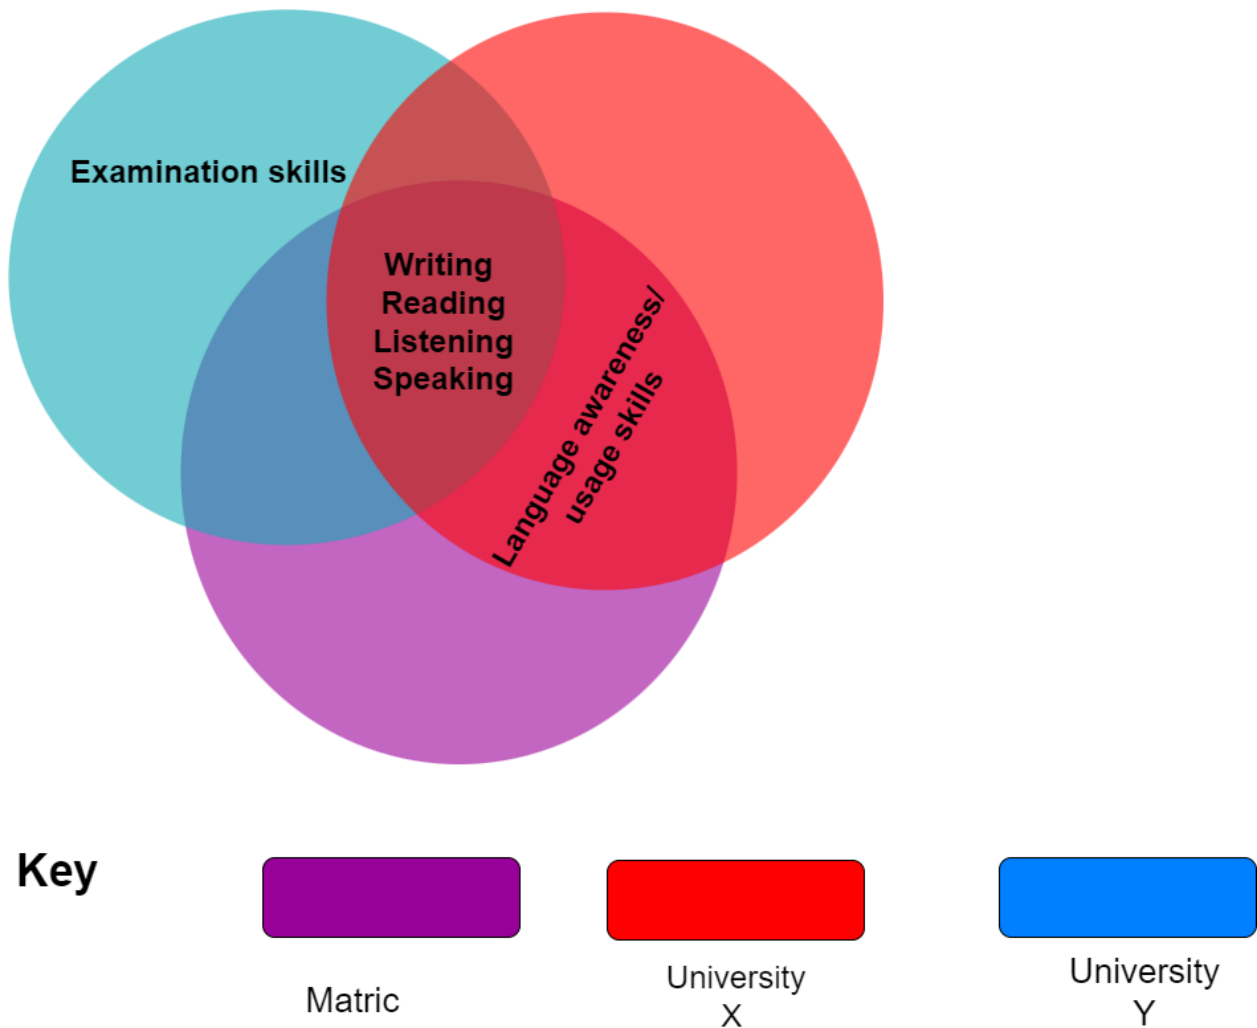 Examination skills
Writing
Reading
Listening
Speaking
Language awareness/
usage skills
Key
Matric
University
X
University
Y